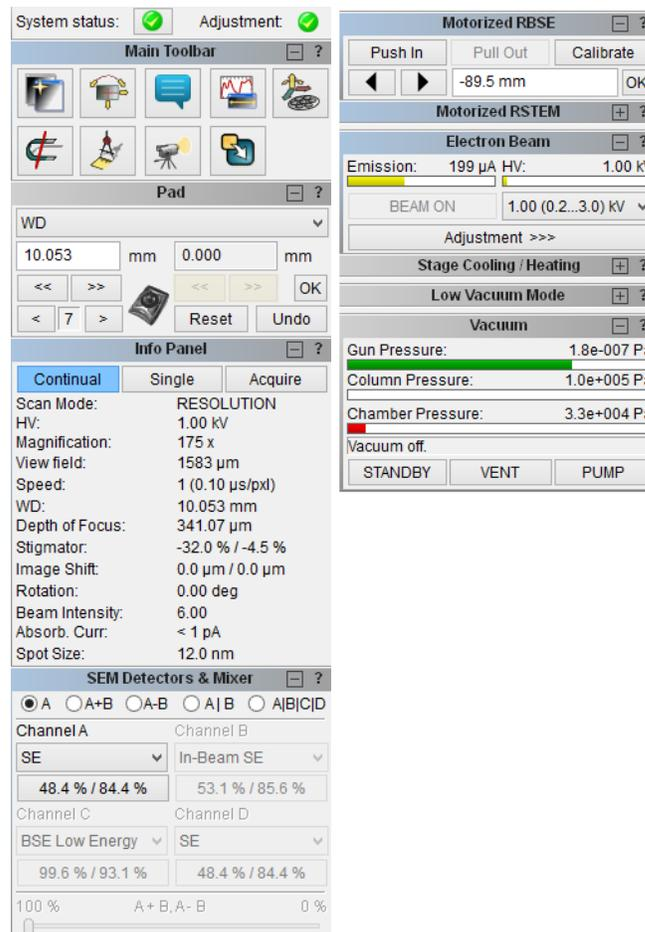 System status: Adjustment:
Main Toolbar ?
Pad ?
WD
10.053 mm 0.000 mm
<< >> << >> OK
< 7 > Reset Undo
Info Panel ?
Continual Single Acquire
Scan Mode: RESOLUTION
HV: 1.00 kV
Magnification: 175 x
View field: 1583 µm
Speed: 1 (0.10 µs/pxl)
WD: 10.053 mm
Depth of Focus: 341.07 µm
Stigmator: -32.0 % / -4.5 %
Image Shift: 0.0 µm / 0.0 µm
Rotation: 0.00 deg
Beam Intensity: 6.00
Absorb. Curr: < 1 pA
Spot Size: 12.0 nm
SEM Detectors & Mixer ?
A A+B A-B A | B A|B|C|D
Channel A Channel B
SE In-Beam SE
48.4 % / 84.4 % 53.1 % / 85.6 %
Channel C Channel D
BSE Low Energy SE
99.6 % / 93.1 % 48.4 % / 84.4 %
100 % A + B, A - B 0 %
Motorized RBSE ?
Push In Pull Out Calibrate
-89.5 mm OK
Motorized RSTEM ?
Electron Beam ?
Emission: 199 µA HV: 1.00 kV
BEAM ON 1.00 (0.2...3.0) kV
Adjustment >>>
Stage Cooling / Heating ?
Low Vacuum Mode ?
Vacuum ?
Gun Pressure: 1.8e-007 Pa
Column Pressure: 1.0e+005 Pa
Chamber Pressure: 3.3e+004 Pa
Vacuum off.
STANDBY VENT PUMP